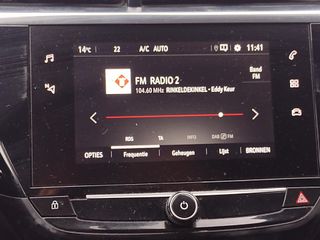 14°C 22 A/C AUTO 11:41
FM RADIO 2
Band
FM
104.60 MHz RINKELDEKINKEL - Eddy Keur
RDS TA INFO DAB FM
OPTIES Frequentie Geheugen Lijst BRONNEN